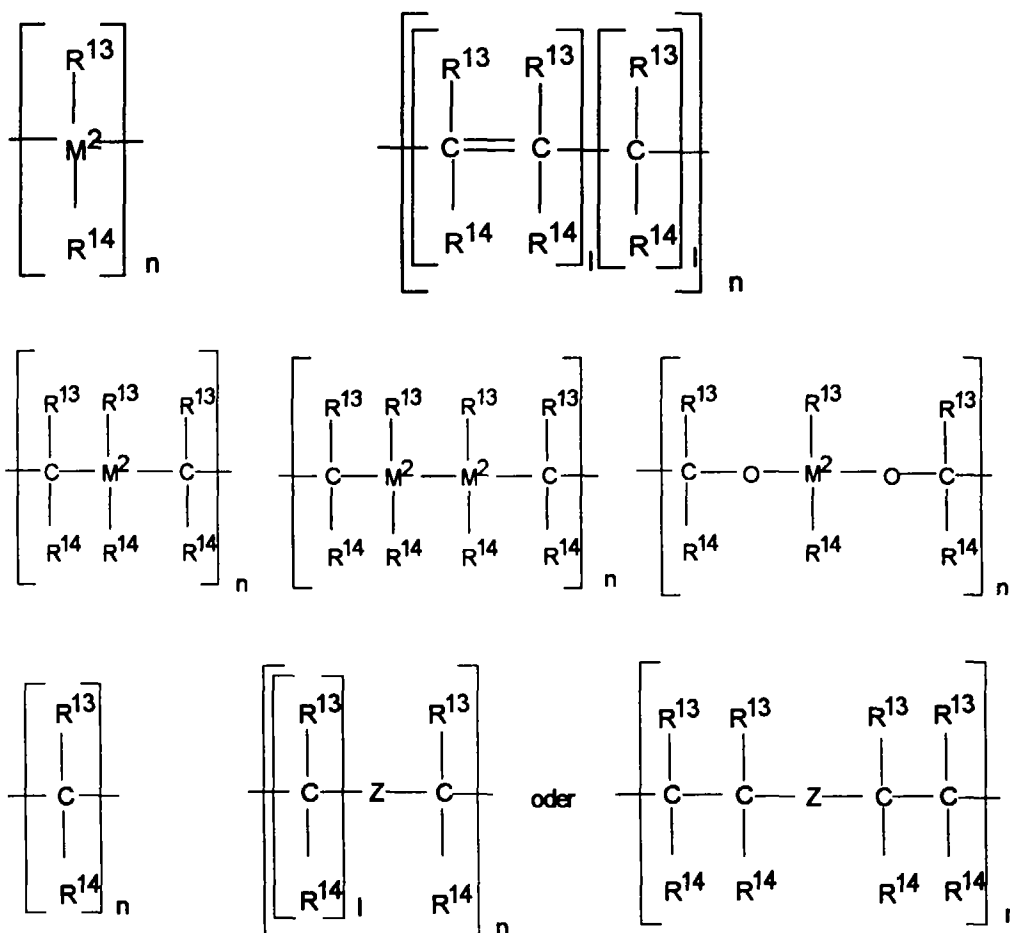 R13 R13 R13 R13
M2 C C C
R14 R14 R14 R14
n l l n
R13 R13 R13 R13 R13 R13 R13 R13 R13 R13
C M2 C C M2 M2 C C O M2 O C
R14 R14 R14 R14 R14 R14 R14 R14 R14 R14
n n n
R13 R13 R13 R13 R13 R13 R13
C C Z C oder C C Z C C
R14 R14 R14 R14 R14 R14 R14
n l n n